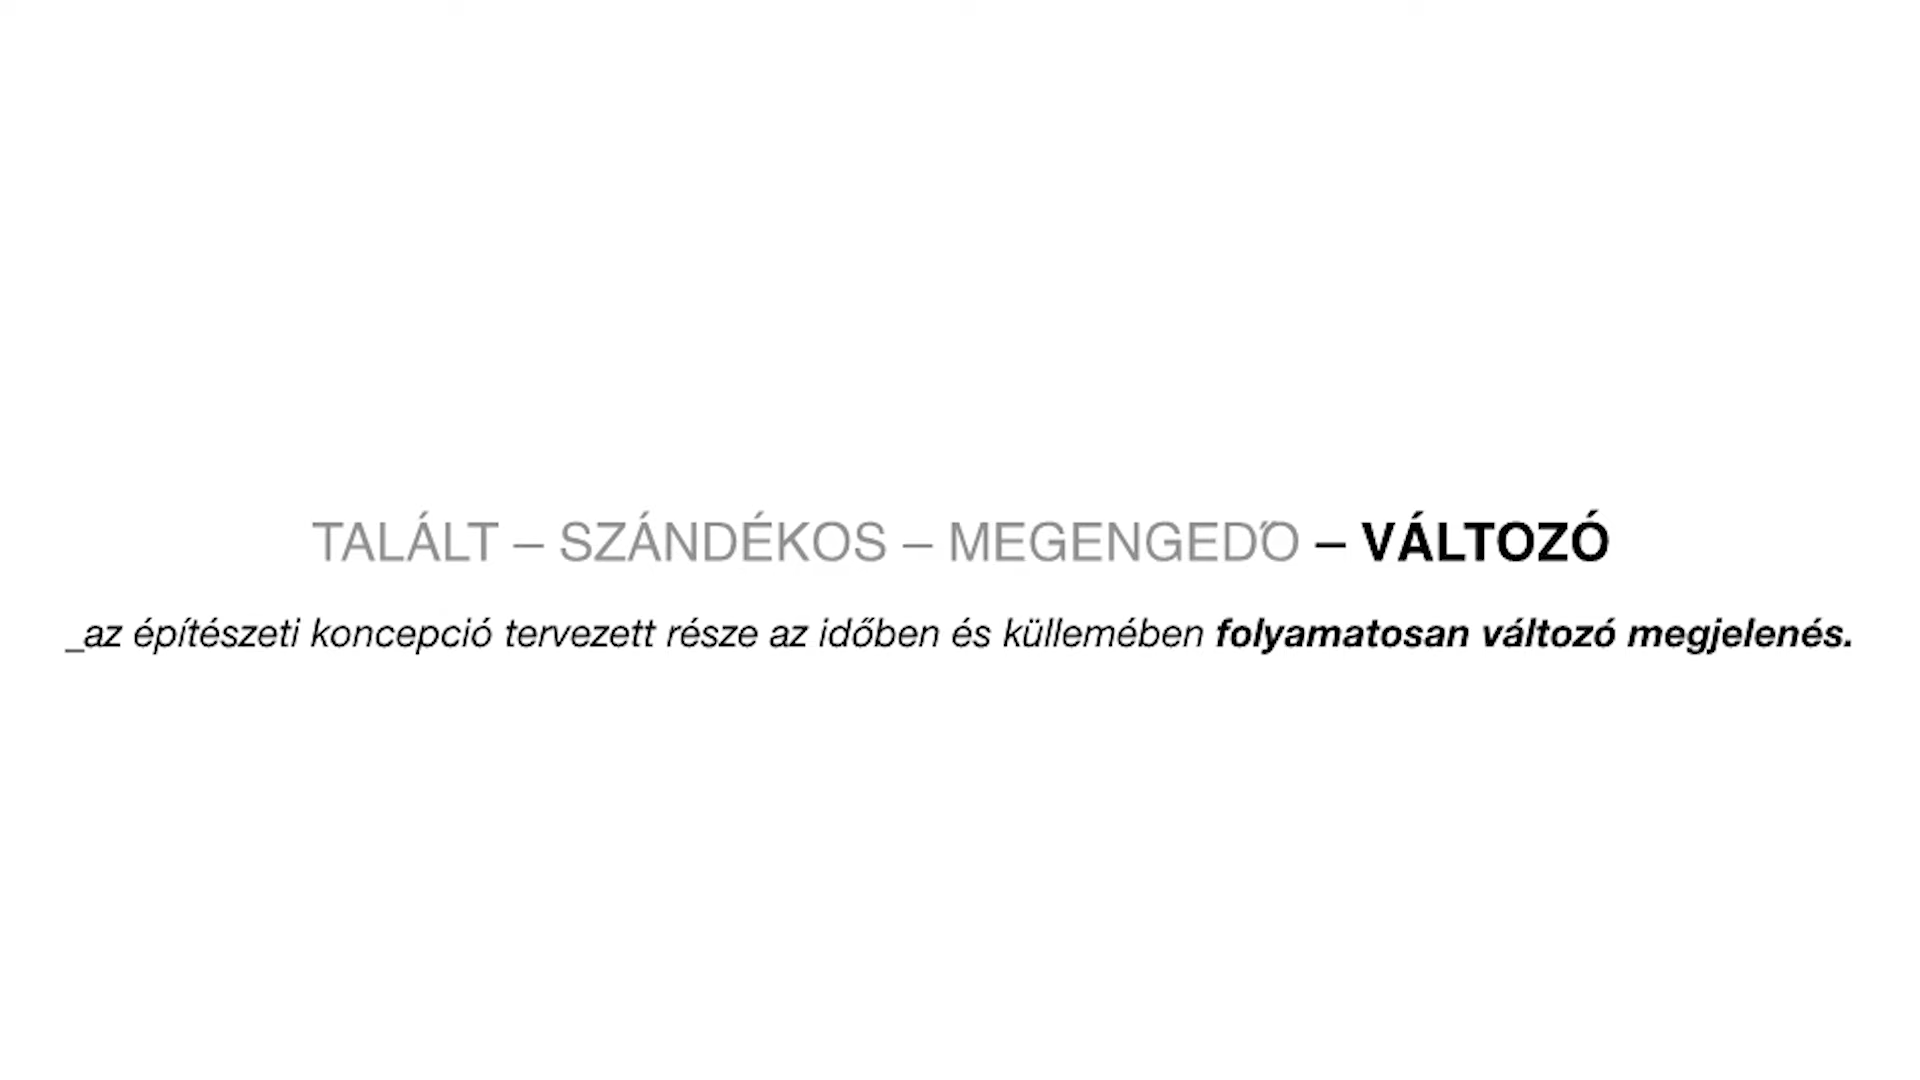 TALÁLT – SZÁNDÉKOS – MEGENGEDŐ – VÁLTOZÓ
_az építészeti koncepció tervezett része az időben és küllemében folyamatosan változó megjelenés.